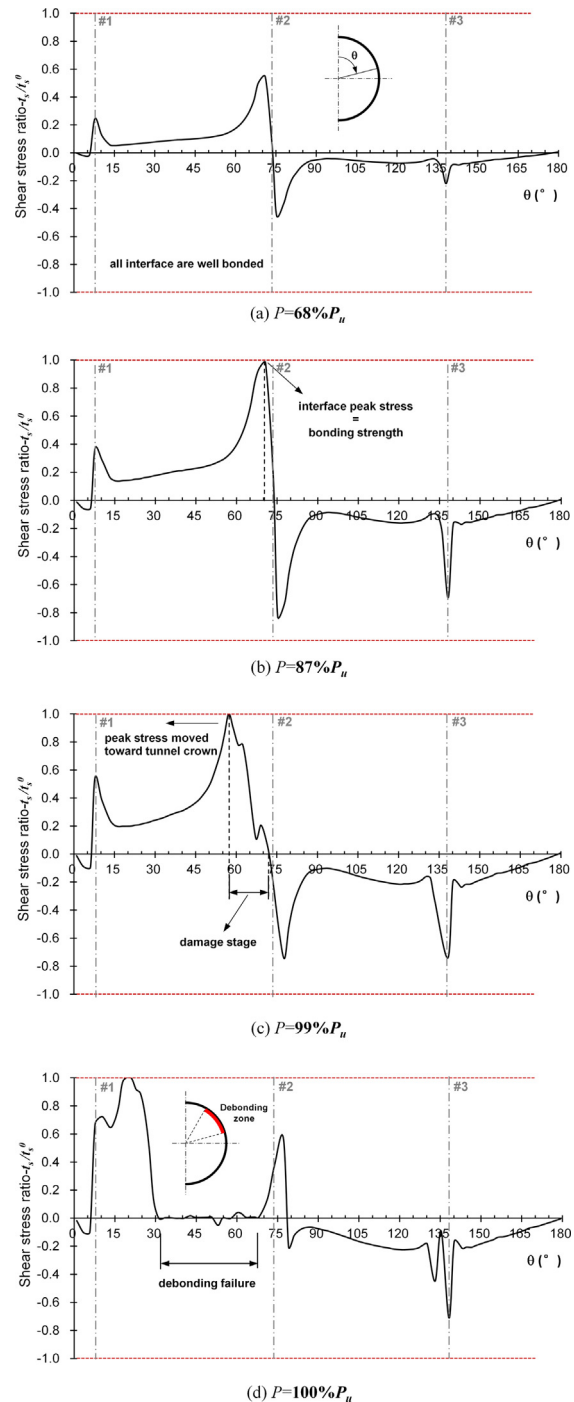 Shear stress ratio-tₛ/tₛ⁰
1.0
0.8
0.6
0.4
0.2
0.0
-0.2
-0.4
-0.6
-0.8
-1.0
#1
#2
#3
θ
0 15 30 45 60 75 90 105 120 135 150 165 180
θ (°)
all interface are well bonded
(a) P=68%Pᵤ
Shear stress ratio-tₛ/tₛ⁰
1.0
0.8
0.6
0.4
0.2
0.0
-0.2
-0.4
-0.6
-0.8
-1.0
#1
#2
#3
interface peak stress
=
bonding strength
0 15 30 45 60 75 90 105 120 135 150 165 180
θ (°)
(b) P=87%Pᵤ
Shear stress ratio-tₛ/tₛ⁰
1.0
0.8
0.6
0.4
0.2
0.0
-0.2
-0.4
-0.6
-0.8
-1.0
#1
#2
#3
peak stress moved
toward tunnel crown
0 15 30 45 60 75 90 105 120 135 150 165 180
θ (°)
damage stage
(c) P=99%Pᵤ
Shear stress ratio-tₛ/tₛ⁰
1.0
0.8
0.6
0.4
0.2
0.0
-0.2
-0.4
-0.6
-0.8
-1.0
#1
#2
#3
Debonding
zone
0 15 30 45 60 75 90 105 120 135 150 165 180
θ (°)
debonding failure
(d) P=100%Pᵤ